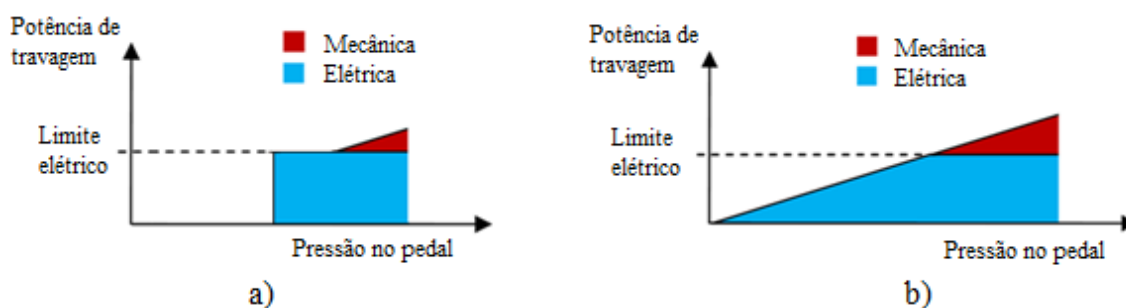 Potência de
travagem
Mecânica
Elétrica
Limite
elétrico
Pressão no pedal
a)
Potência de
travagem
Mecânica
Elétrica
Limite
elétrico
Pressão no pedal
b)